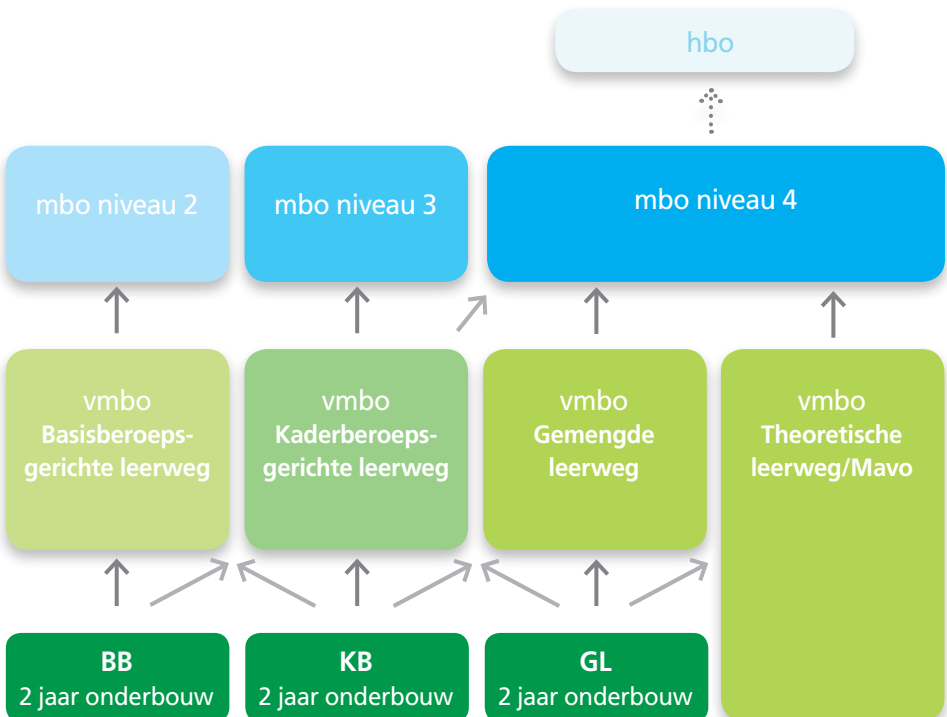 hbo
mbo niveau 2
mbo niveau 3
mbo niveau 4
vmbo
Basisberoeps-
gerichte leerweg
vmbo
Kaderberoeps-
gerichte leerweg
vmbo
Gemengde
leerweg
vmbo
Theoretische
leerweg/Mavo
BB
2 jaar onderbouw
KB
2 jaar onderbouw
GL
2 jaar onderbouw